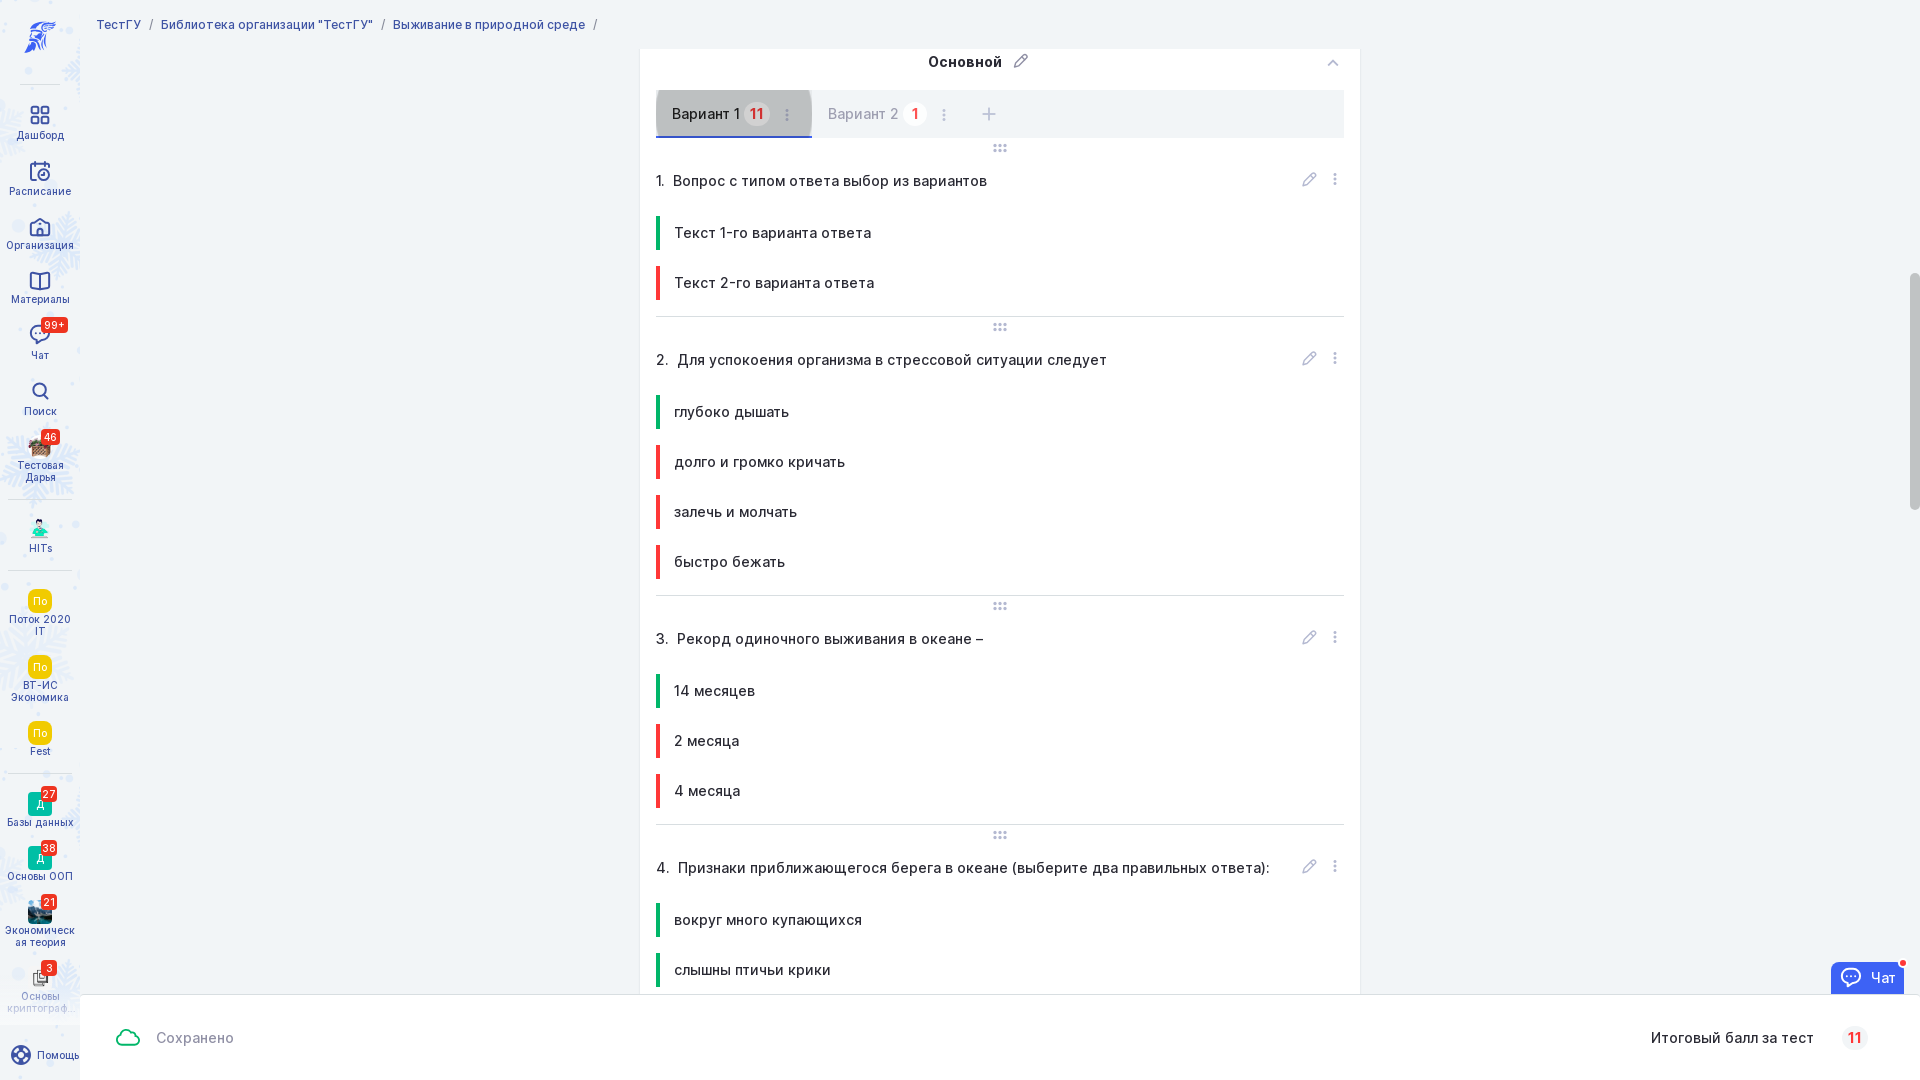 ТестГУ / Библиотека организации "ТестГУ" / Выживание в природной среде /
Дашборд
Расписание
Организация
Материалы
99+
Чат
Поиск
46
Тестовая
Дарья
HITs
По
Поток 2020
IT
По
ВТ-ИС
Экономика
По
Fest
27
Д
Базы данных
38
Д
Основы ООП
21
Экономическ
ая теория
3
Основы
криптограф...
Помощь
Основной
Вариант 1 11
Вариант 2 1
1. Вопрос с типом ответа выбор из вариантов
Текст 1-го варианта ответа
Текст 2-го варианта ответа
2. Для успокоения организма в стрессовой ситуации следует
глубоко дышать
долго и громко кричать
залечь и молчать
быстро бежать
3. Рекорд одиночного выживания в океане –
14 месяцев
2 месяца
4 месяца
4. Признаки приближающегося берега в океане (выберите два правильных ответа):
вокруг много купающихся
слышны птичьи крики
Чат
Сохранено
Итоговый балл за тест 11